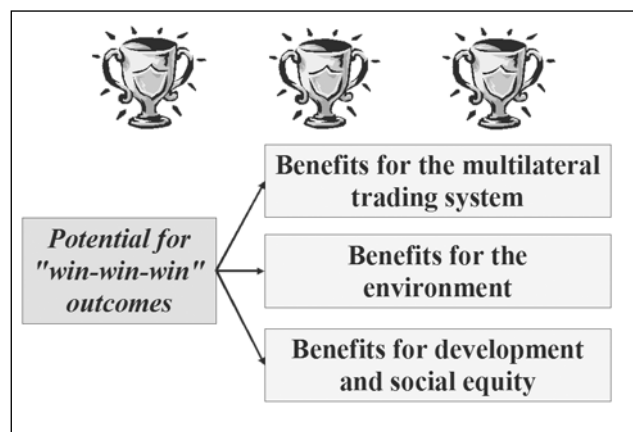 Potential for
"win-win-win"
outcomes
Benefits for the multilateral
trading system
Benefits for the
environment
Benefits for development
and social equity